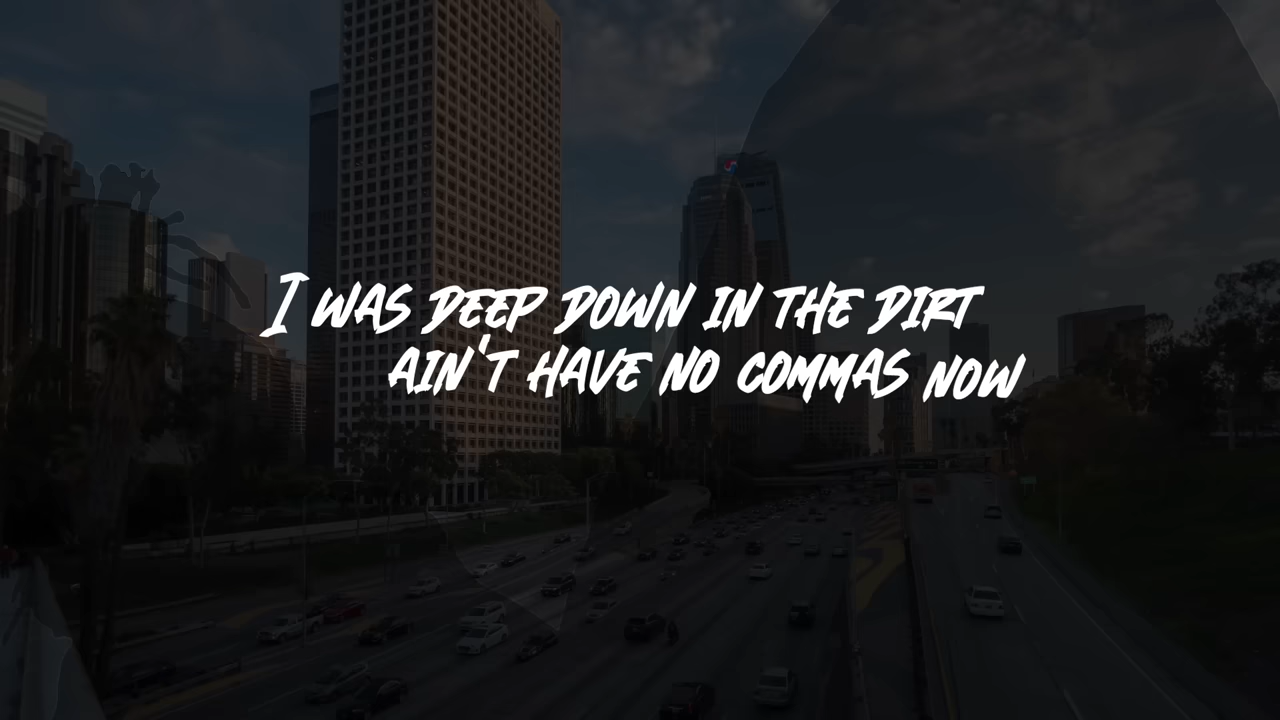 I WAS DEEP DOWN IN THE DIRT
AIN'T HAVE NO COMMAS NOW